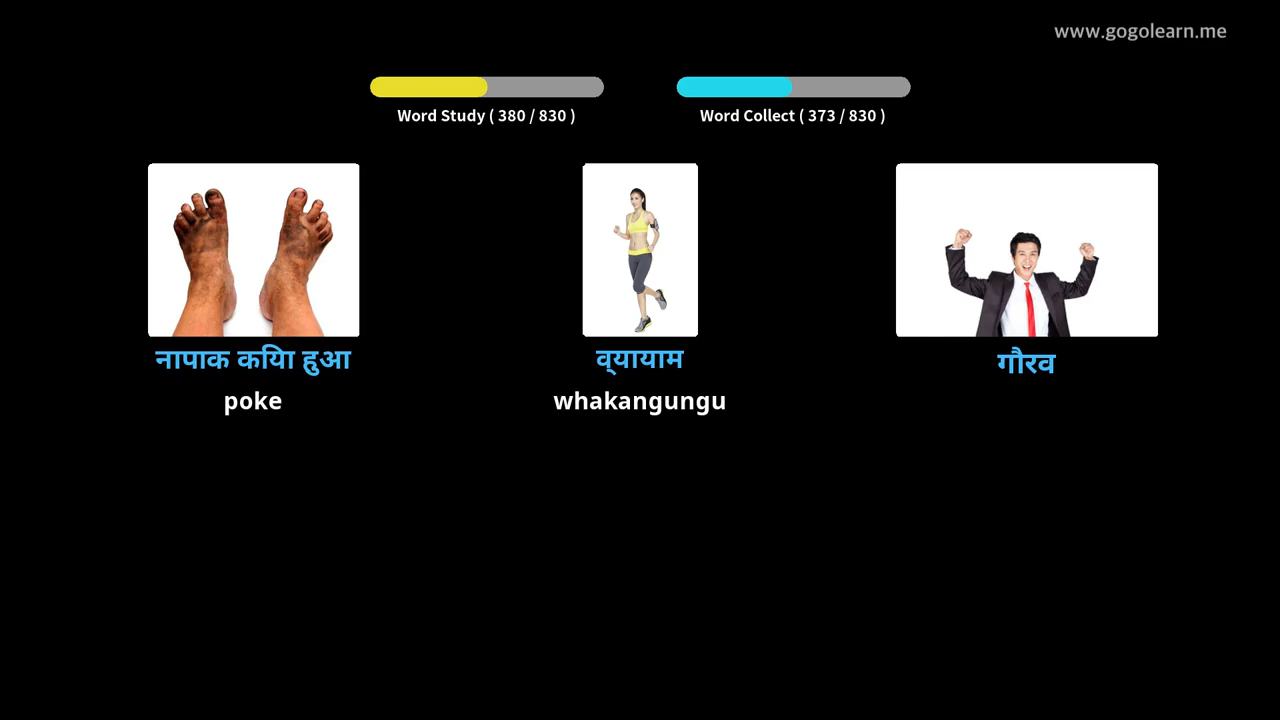 www.gogolearn.me
Word Study ( 380 / 830 )
Word Collect ( 373 / 830 )
नापाक कयिा हुआ
व्यायाम
गौरव
poke
whakangungu